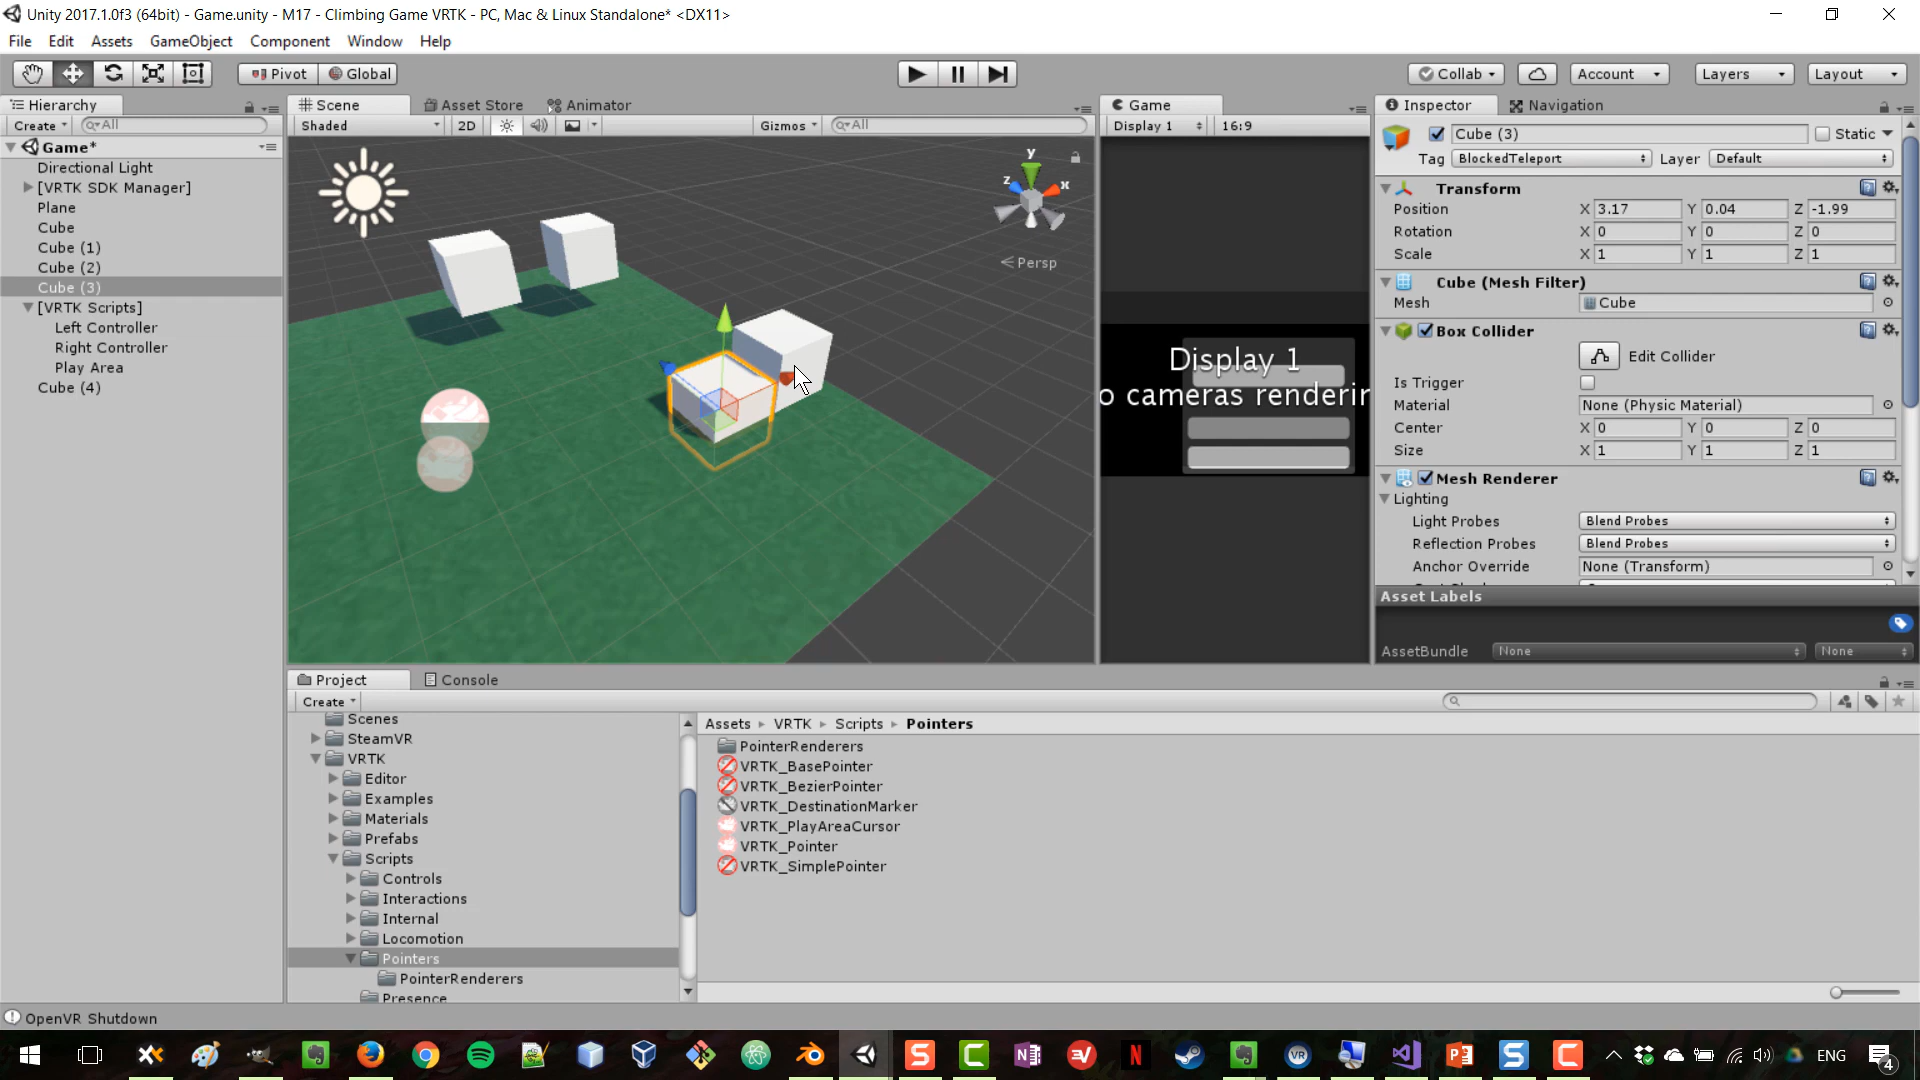 Unity 2017.1.0f3 (64bit) - Game.unity - M17 - Climbing Game VRTK - PC, Mac & Linux Standalone* <DX11>
File Edit Assets GameObject Component Window Help
Pivot Global Collab Account Layers Layout
Hierarchy Scene Asset Store Animator Game Inspector Navigation
Create All Shaded 2D Gizmos All Display 1 16:9
Game*
Directional Light
[VRTK SDK Manager]
Plane
Cube
Cube (1)
Cube (2)
Cube (3)
[VRTK Scripts]
Left Controller
Right Controller
Play Area
Cube (4)
y
z
x
Persp
Display 1
o cameras renderin
Cube (3) Static
Tag BlockedTeleport Layer Default
Transform
Position X 3.17 Y 0.04 Z -1.99
Rotation X 0 Y 0 Z 0
Scale X 1 Y 1 Z 1
Cube (Mesh Filter)
Mesh Cube
Box Collider
Edit Collider
Is Trigger
Material None (Physic Material)
Center X 0 Y 0 Z 0
Size X 1 Y 1 Z 1
Mesh Renderer
Lighting
Light Probes Blend Probes
Reflection Probes Blend Probes
Anchor Override None (Transform)
Asset Labels
AssetBundle None None
Project Console
Create
Scenes
SteamVR
VRTK
Editor
Examples
Materials
Prefabs
Scripts
Controls
Interactions
Internal
Locomotion
Pointers
PointerRenderers
Presence
Assets VRTK Scripts Pointers
PointerRenderers
VRTK_BasePointer
VRTK_BezierPointer
VRTK_DestinationMarker
VRTK_PlayAreaCursor
VRTK_Pointer
VRTK_SimplePointer
OpenVR Shutdown
ENG
4